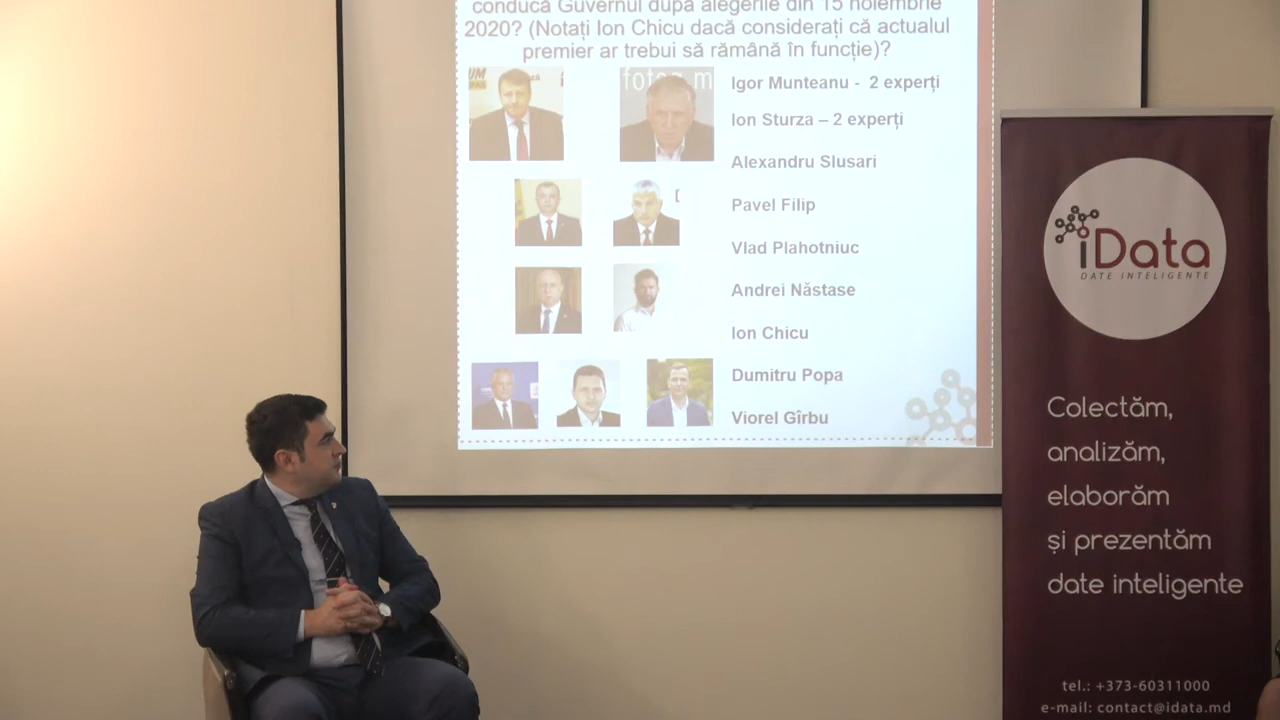 conducă Guvernul după alegerile din 15 noiembrie
2020? (Notați Ion Chicu dacă considerați că actualul
premier ar trebui să rămână în funcție)?
Igor Munteanu - 2 experți
Ion Sturza – 2 experți
Alexandru Slusari
Pavel Filip
Vlad Plahotniuc
Andrei Năstase
Ion Chicu
Dumitru Popa
Viorel Gîrbu
iData
DATE INTELIGENTE
Colectăm,
analizăm,
elaborăm
și prezentăm
date inteligente
tel.: +373-60311000
e-mail: contact@idata.md